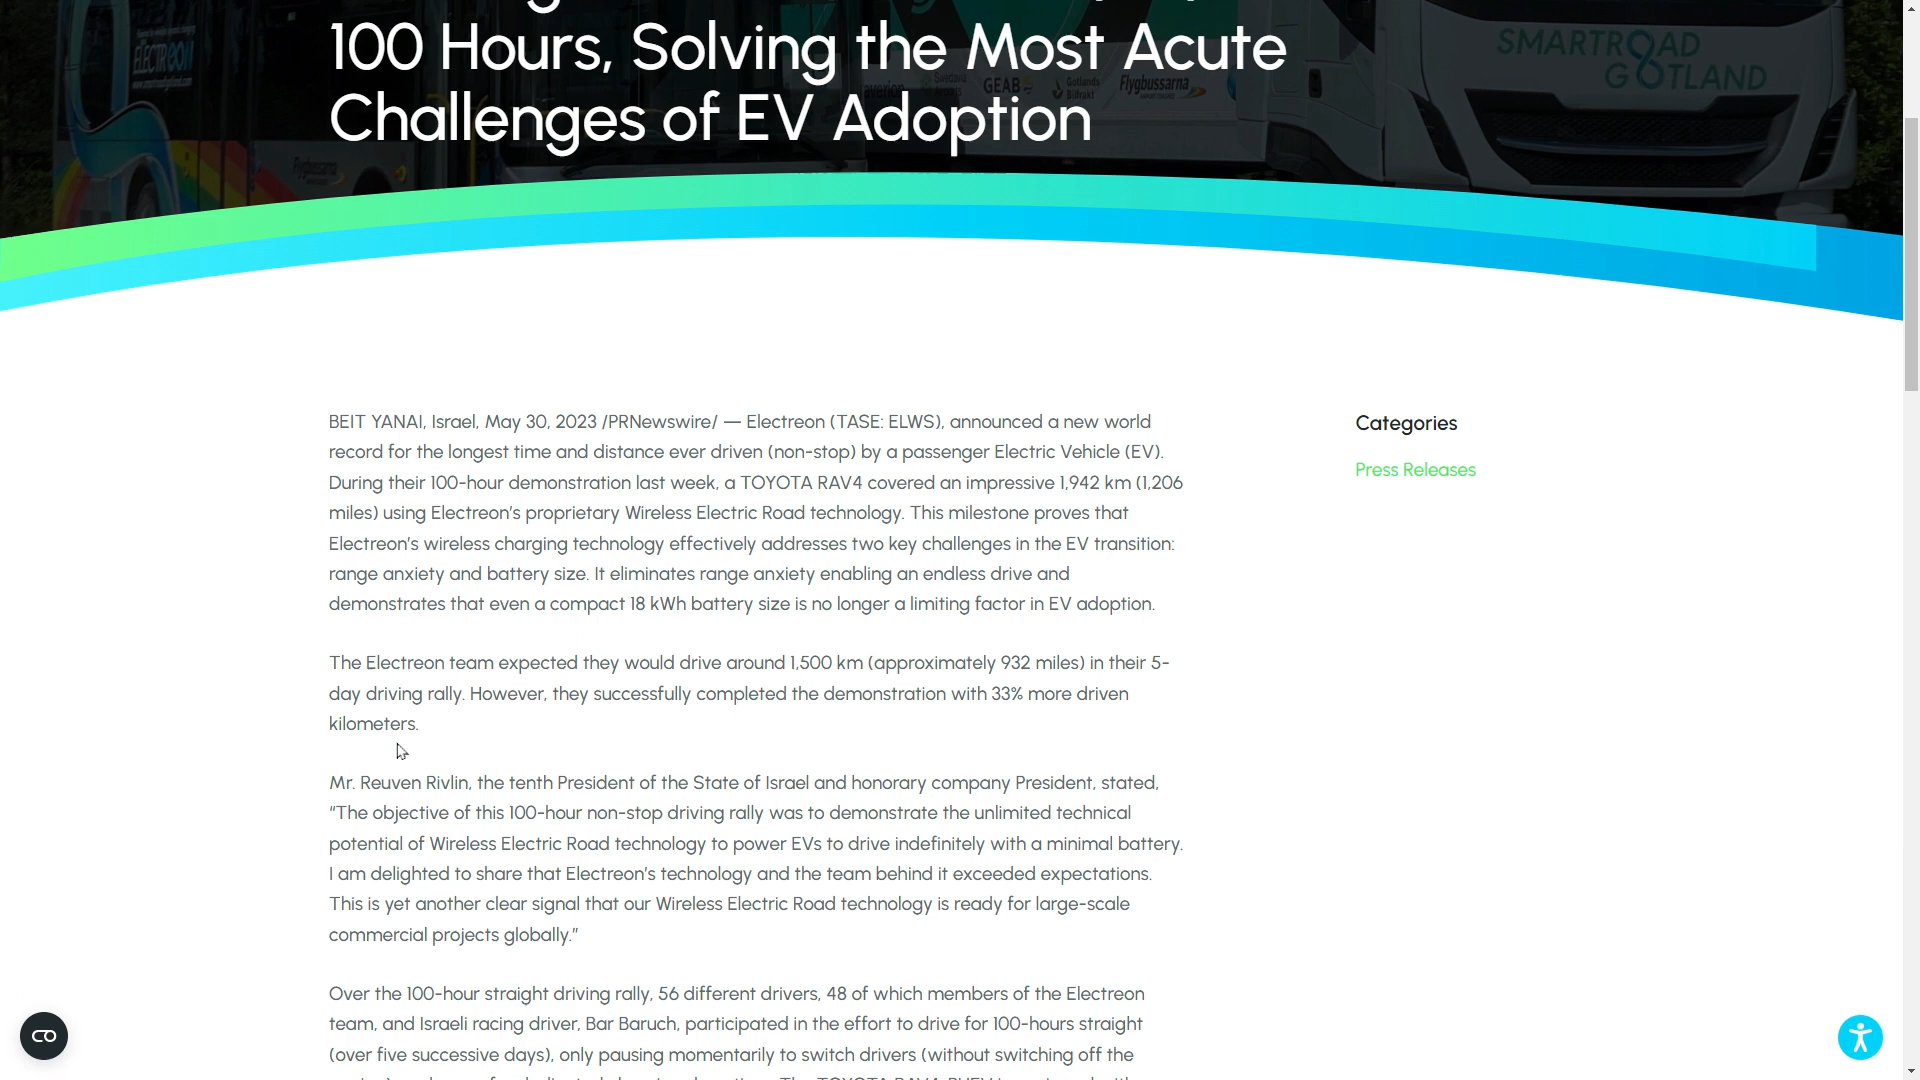 100 Hours, Solving the Most Acute
Challenges of EV Adoption
ELECTREON
SMARTROAD
GOTLAND
Swedavia
GEAB
Gotlands
Bilfrakt
Flygbussarna
Flygbussarna
BEIT YANAI, Israel, May 30, 2023 /PRNewswire/ — Electreon (TASE: ELWS), announced a new world
record for the longest time and distance ever driven (non-stop) by a passenger Electric Vehicle (EV).
During their 100-hour demonstration last week, a TOYOTA RAV4 covered an impressive 1,942 km (1,206
miles) using Electreon’s proprietary Wireless Electric Road technology. This milestone proves that
Electreon’s wireless charging technology effectively addresses two key challenges in the EV transition:
range anxiety and battery size. It eliminates range anxiety enabling an endless drive and
demonstrates that even a compact 18 kWh battery size is no longer a limiting factor in EV adoption.
The Electreon team expected they would drive around 1,500 km (approximately 932 miles) in their 5-
day driving rally. However, they successfully completed the demonstration with 33% more driven
kilometers.
Mr. Reuven Rivlin, the tenth President of the State of Israel and honorary company President, stated,
“The objective of this 100-hour non-stop driving rally was to demonstrate the unlimited technical
potential of Wireless Electric Road technology to power EVs to drive indefinitely with a minimal battery.
I am delighted to share that Electreon’s technology and the team behind it exceeded expectations.
This is yet another clear signal that our Wireless Electric Road technology is ready for large-scale
commercial projects globally.”
Over the 100-hour straight driving rally, 56 different drivers, 48 of which members of the Electreon
team, and Israeli racing driver, Bar Baruch, participated in the effort to drive for 100-hours straight
(over five successive days), only pausing momentarily to switch drivers (without switching off the
Categories
Press Releases